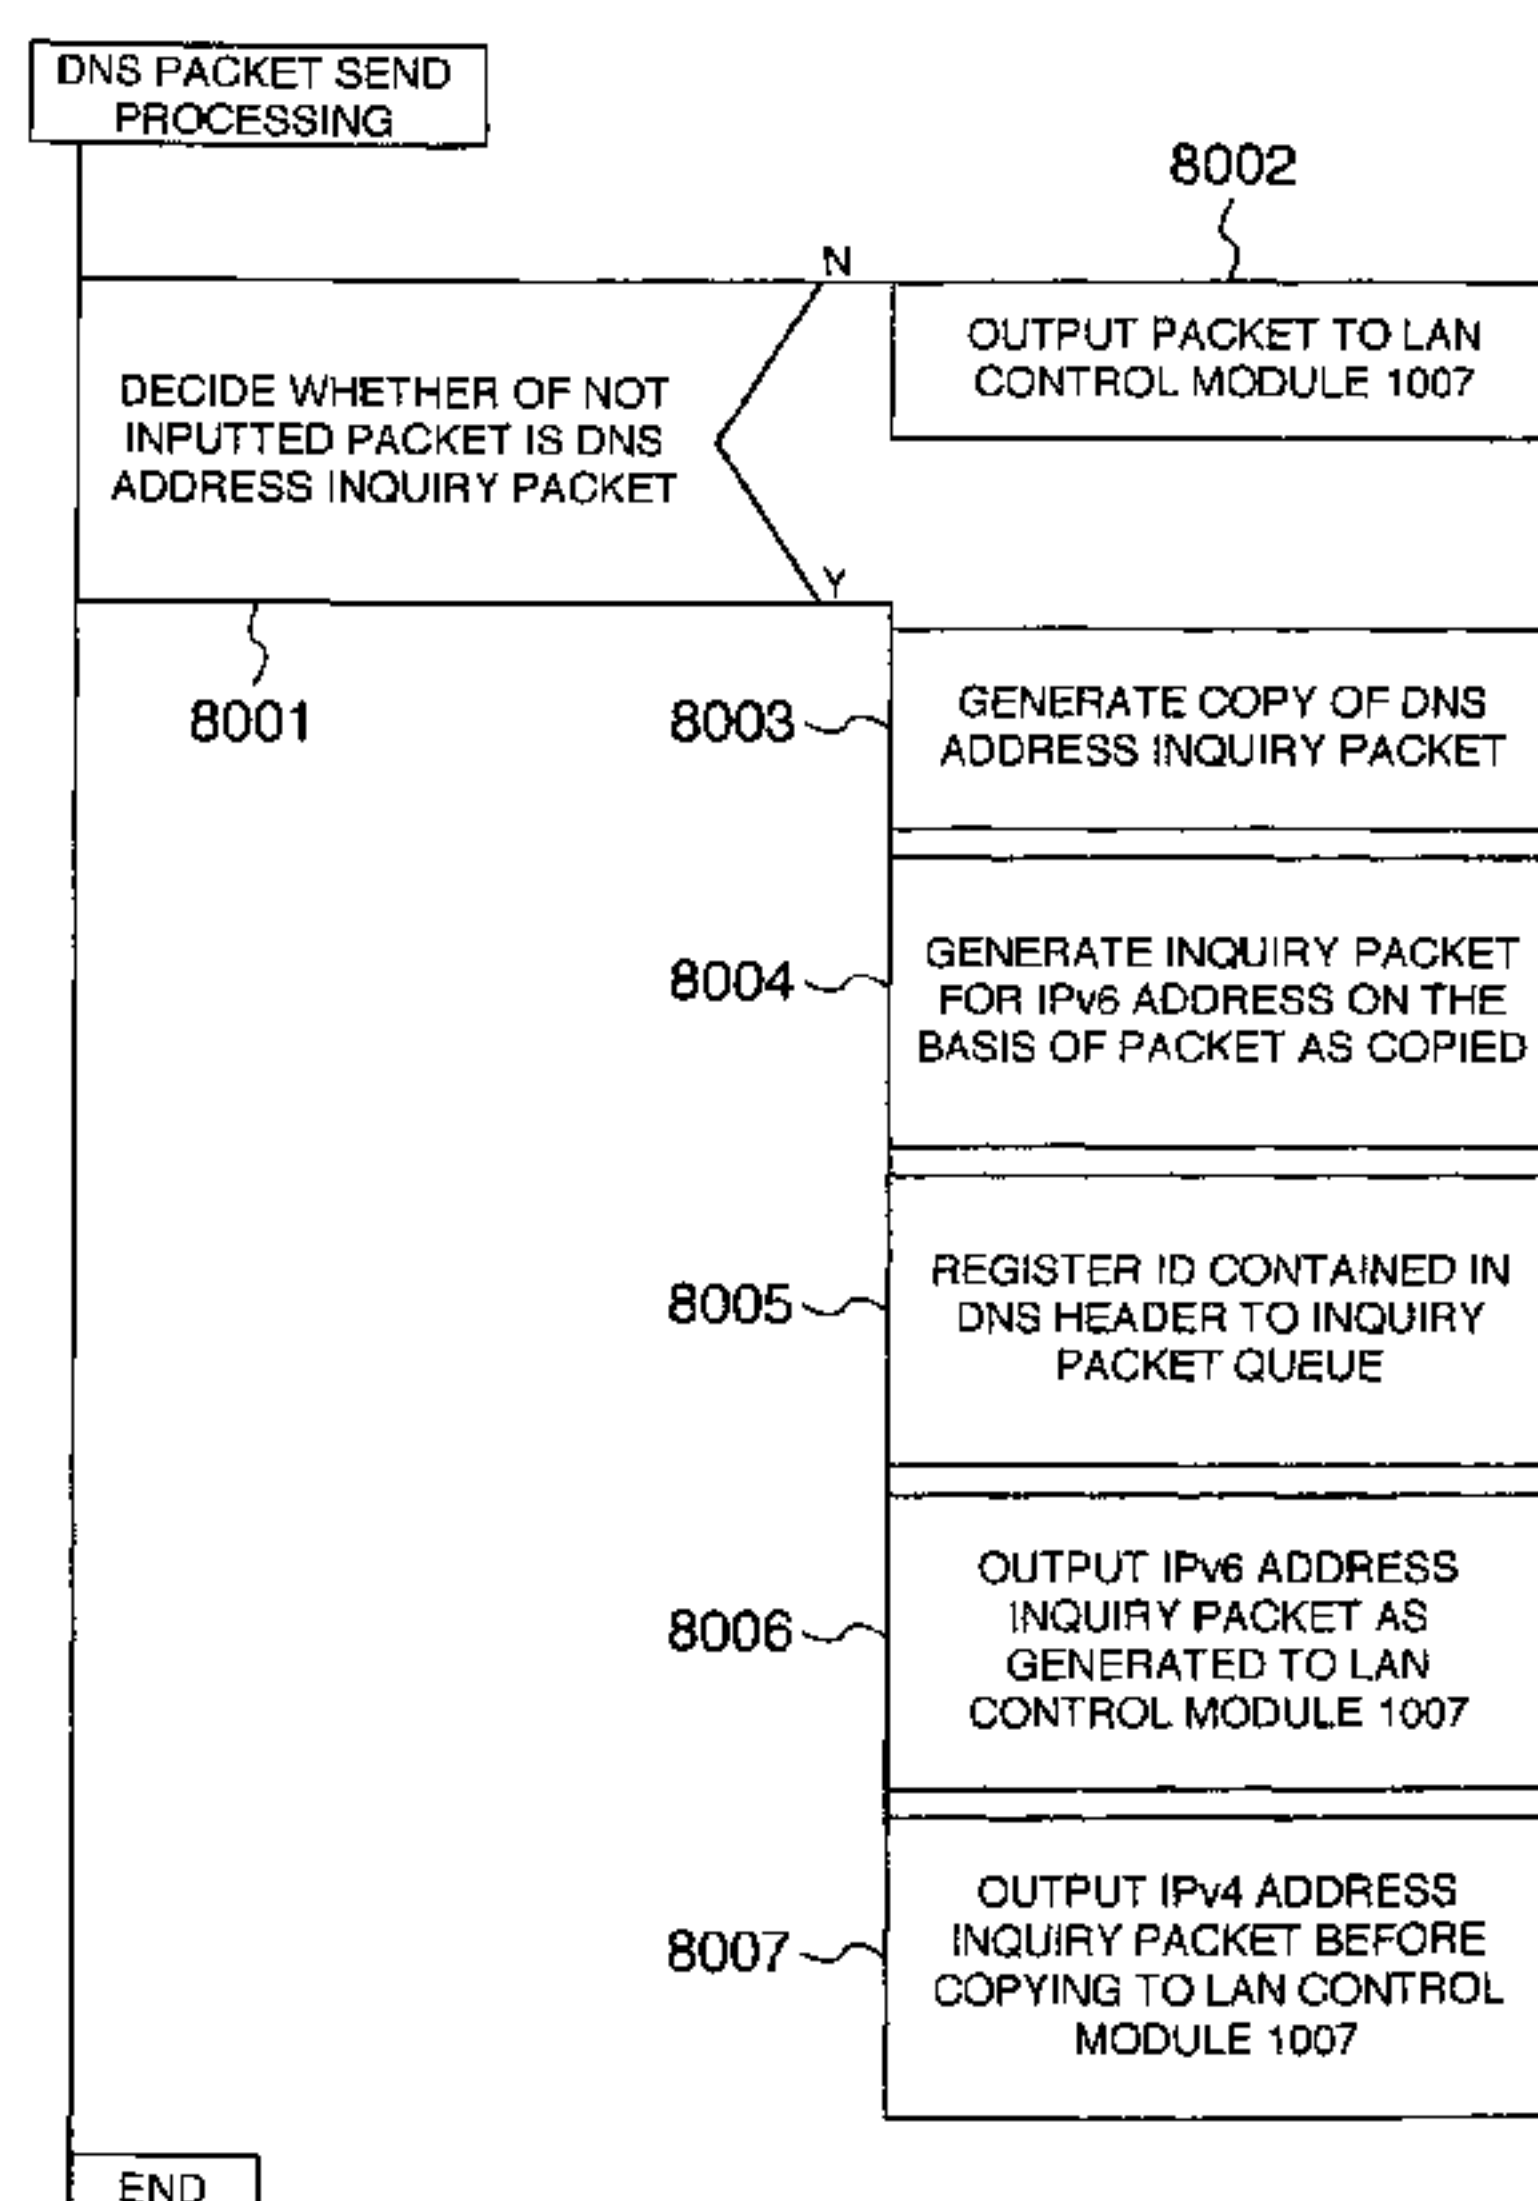 DNS PACKET SEND
PROCESSING
8002
N
OUTPUT PACKET TO LAN
CONTROL MODULE 1007
DECIDE WHETHER OF NOT
INPUTTED PACKET IS DNS
ADDRESS INQUIRY PACKET
Y
8001
8003
GENERATE COPY OF DNS
ADDRESS INQUIRY PACKET
8004
GENERATE INQUIRY PACKET
FOR IPv6 ADDRESS ON THE
BASIS OF PACKET AS COPIED
8005
REGISTER ID CONTAINED IN
DNS HEADER TO INQUIRY
PACKET QUEUE
8006
OUTPUT IPv6 ADDRESS
INQUIRY PACKET AS
GENERATED TO LAN
CONTROL MODULE 1007
8007
OUTPUT IPv4 ADDRESS
INQUIRY PACKET BEFORE
COPYING TO LAN CONTROL
MODULE 1007
END